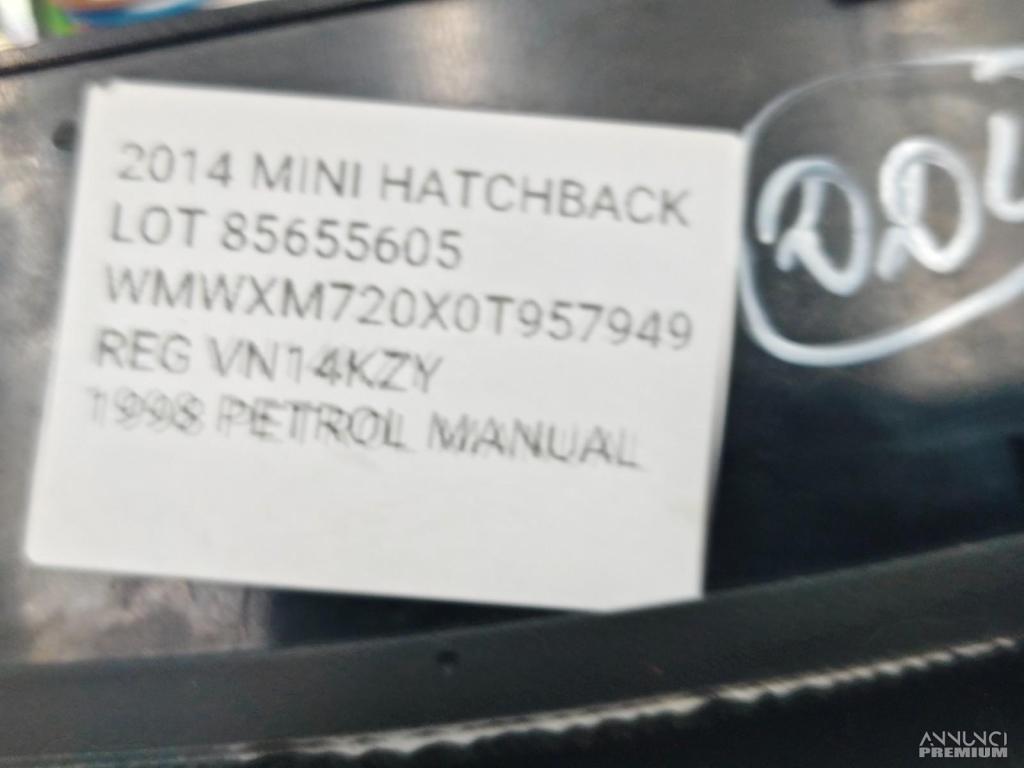 2014 MINI HATCHBACK
LOT 85655605
WMWXM720X0T957949
REG VN14KZY
1998 PETROL MANUAL
ANNUNCI
PREMIUM